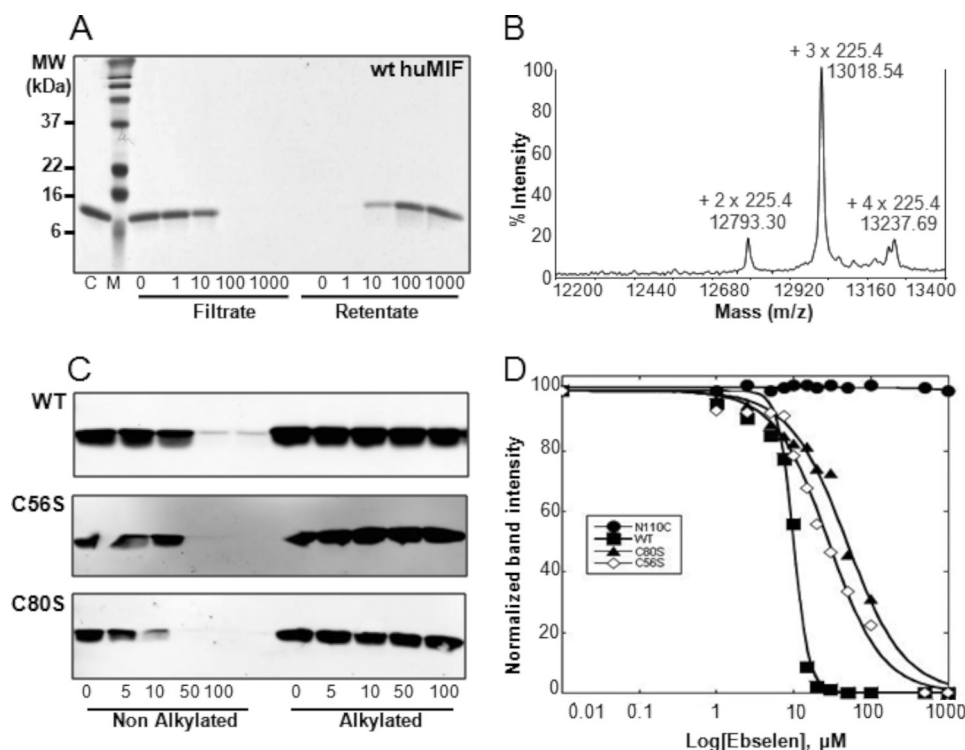 A
MW
(kDa)
wt huMIF
37
22
16
6
C M 0 1 10 100 1000 0 1 10 100 1000
Filtrate Retentate
B
+ 3 x 225.4
13018.54
+ 2 x 225.4
12793.30
+ 4 x 225.4
13237.69
% Intensity
100
80
60
40
20
0
12200 12440 12680 12920 13160 13400
Mass (m/z)
C
WT
C56S
C80S
0 5 10 50 100 0 5 10 50 100
Non Alkylated Alkylated
D
Normalized band intensity
100
80
60
40
20
0
N110C
WT
C80S
C56S
0.01 0.1 1 10 100 1000
Log[Ebselen], µM